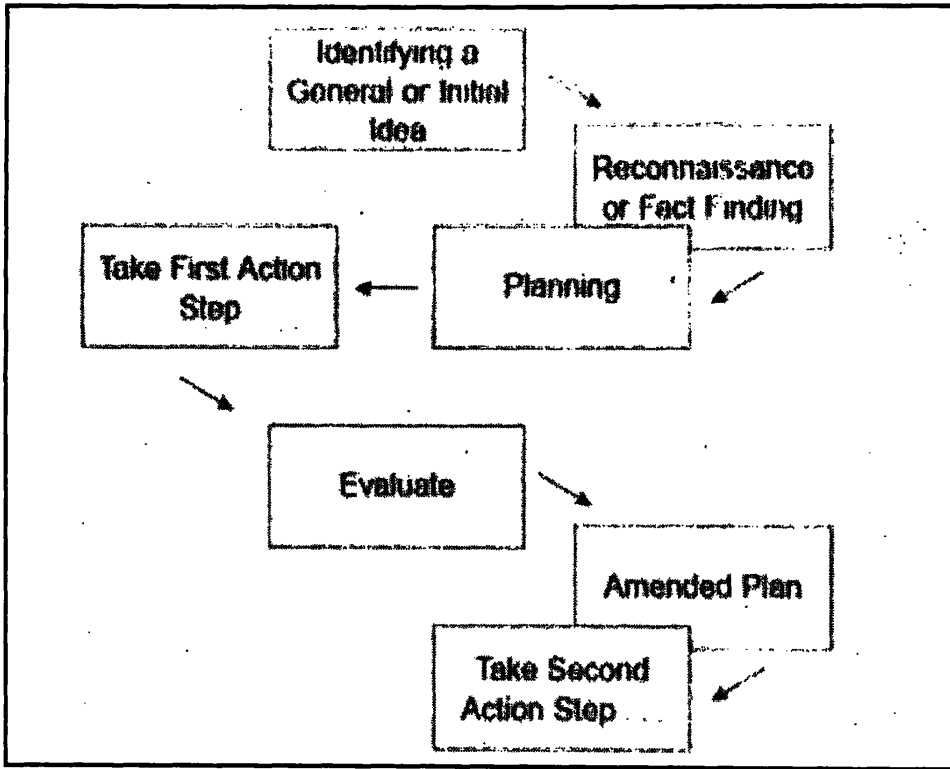 Identifying a
General or Initial
Idea
Reconnaissance
or Fact Finding
Planning
Take First Action
Step
Evaluate
Amended Plan
Take Second
Action Step